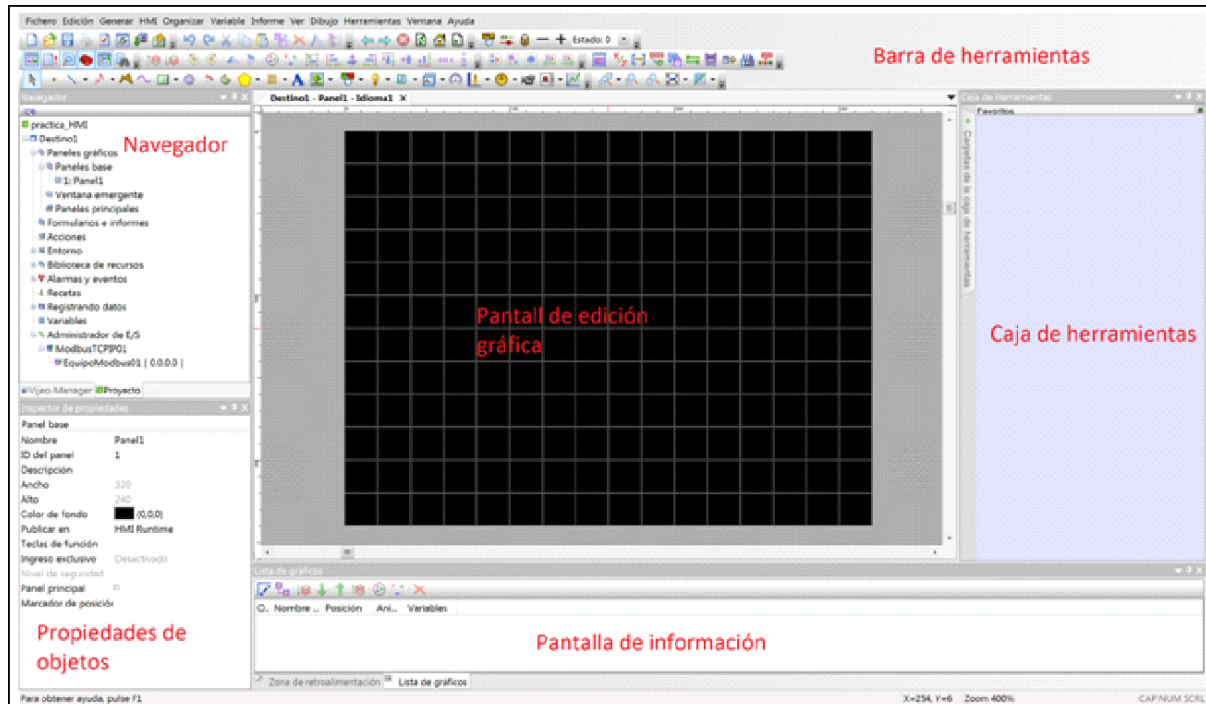 Fichero Edición Generar HMI Organizar Variable Informe Ver Dibujo Herramientas Ventana Ayuda
Estado: 0
Barra de herramientas
Navegador
Destino1 - Panel1 - Idioma1 X
Caja de Herramientas
Favoritos
practica_HMI
Destino1
Navegador
Paneles gráficos
Paneles base
1: Panel1
Ventana emergente
Paneles principales
Formularios e informes
Acciones
Entorno
Biblioteca de recursos
Alarmas y eventos
Recetas
Registrando datos
Variables
Administrador de E/S
ModbusTCPIP01
EquipoModbus01 [ 0.0.0.0 ]
Carpetas de la caja de herramientas
Pantall de edición
gráfica
Caja de herramientas
Vijeo-Manager Proyecto
Inspector de propiedades
Panel base
Nombre Panel1
ID del panel 1
Descripción
Ancho 320
Alto 240
Color de fondo (0,0,0)
Publicar en HMI Runtime
Teclas de función
Ingreso exclusivo Desactivado
Nivel de seguridad
Panel principal
Marcador de posición
Propiedades de
objetos
Lista de gráficos
O.. Nombre ... Posición Ani... Variables
Pantalla de información
Zona de retroalimentación Lista de gráficos
Para obtener ayuda, pulse F1
X=254, Y=6 Zoom 400% CAP NUM SCRL